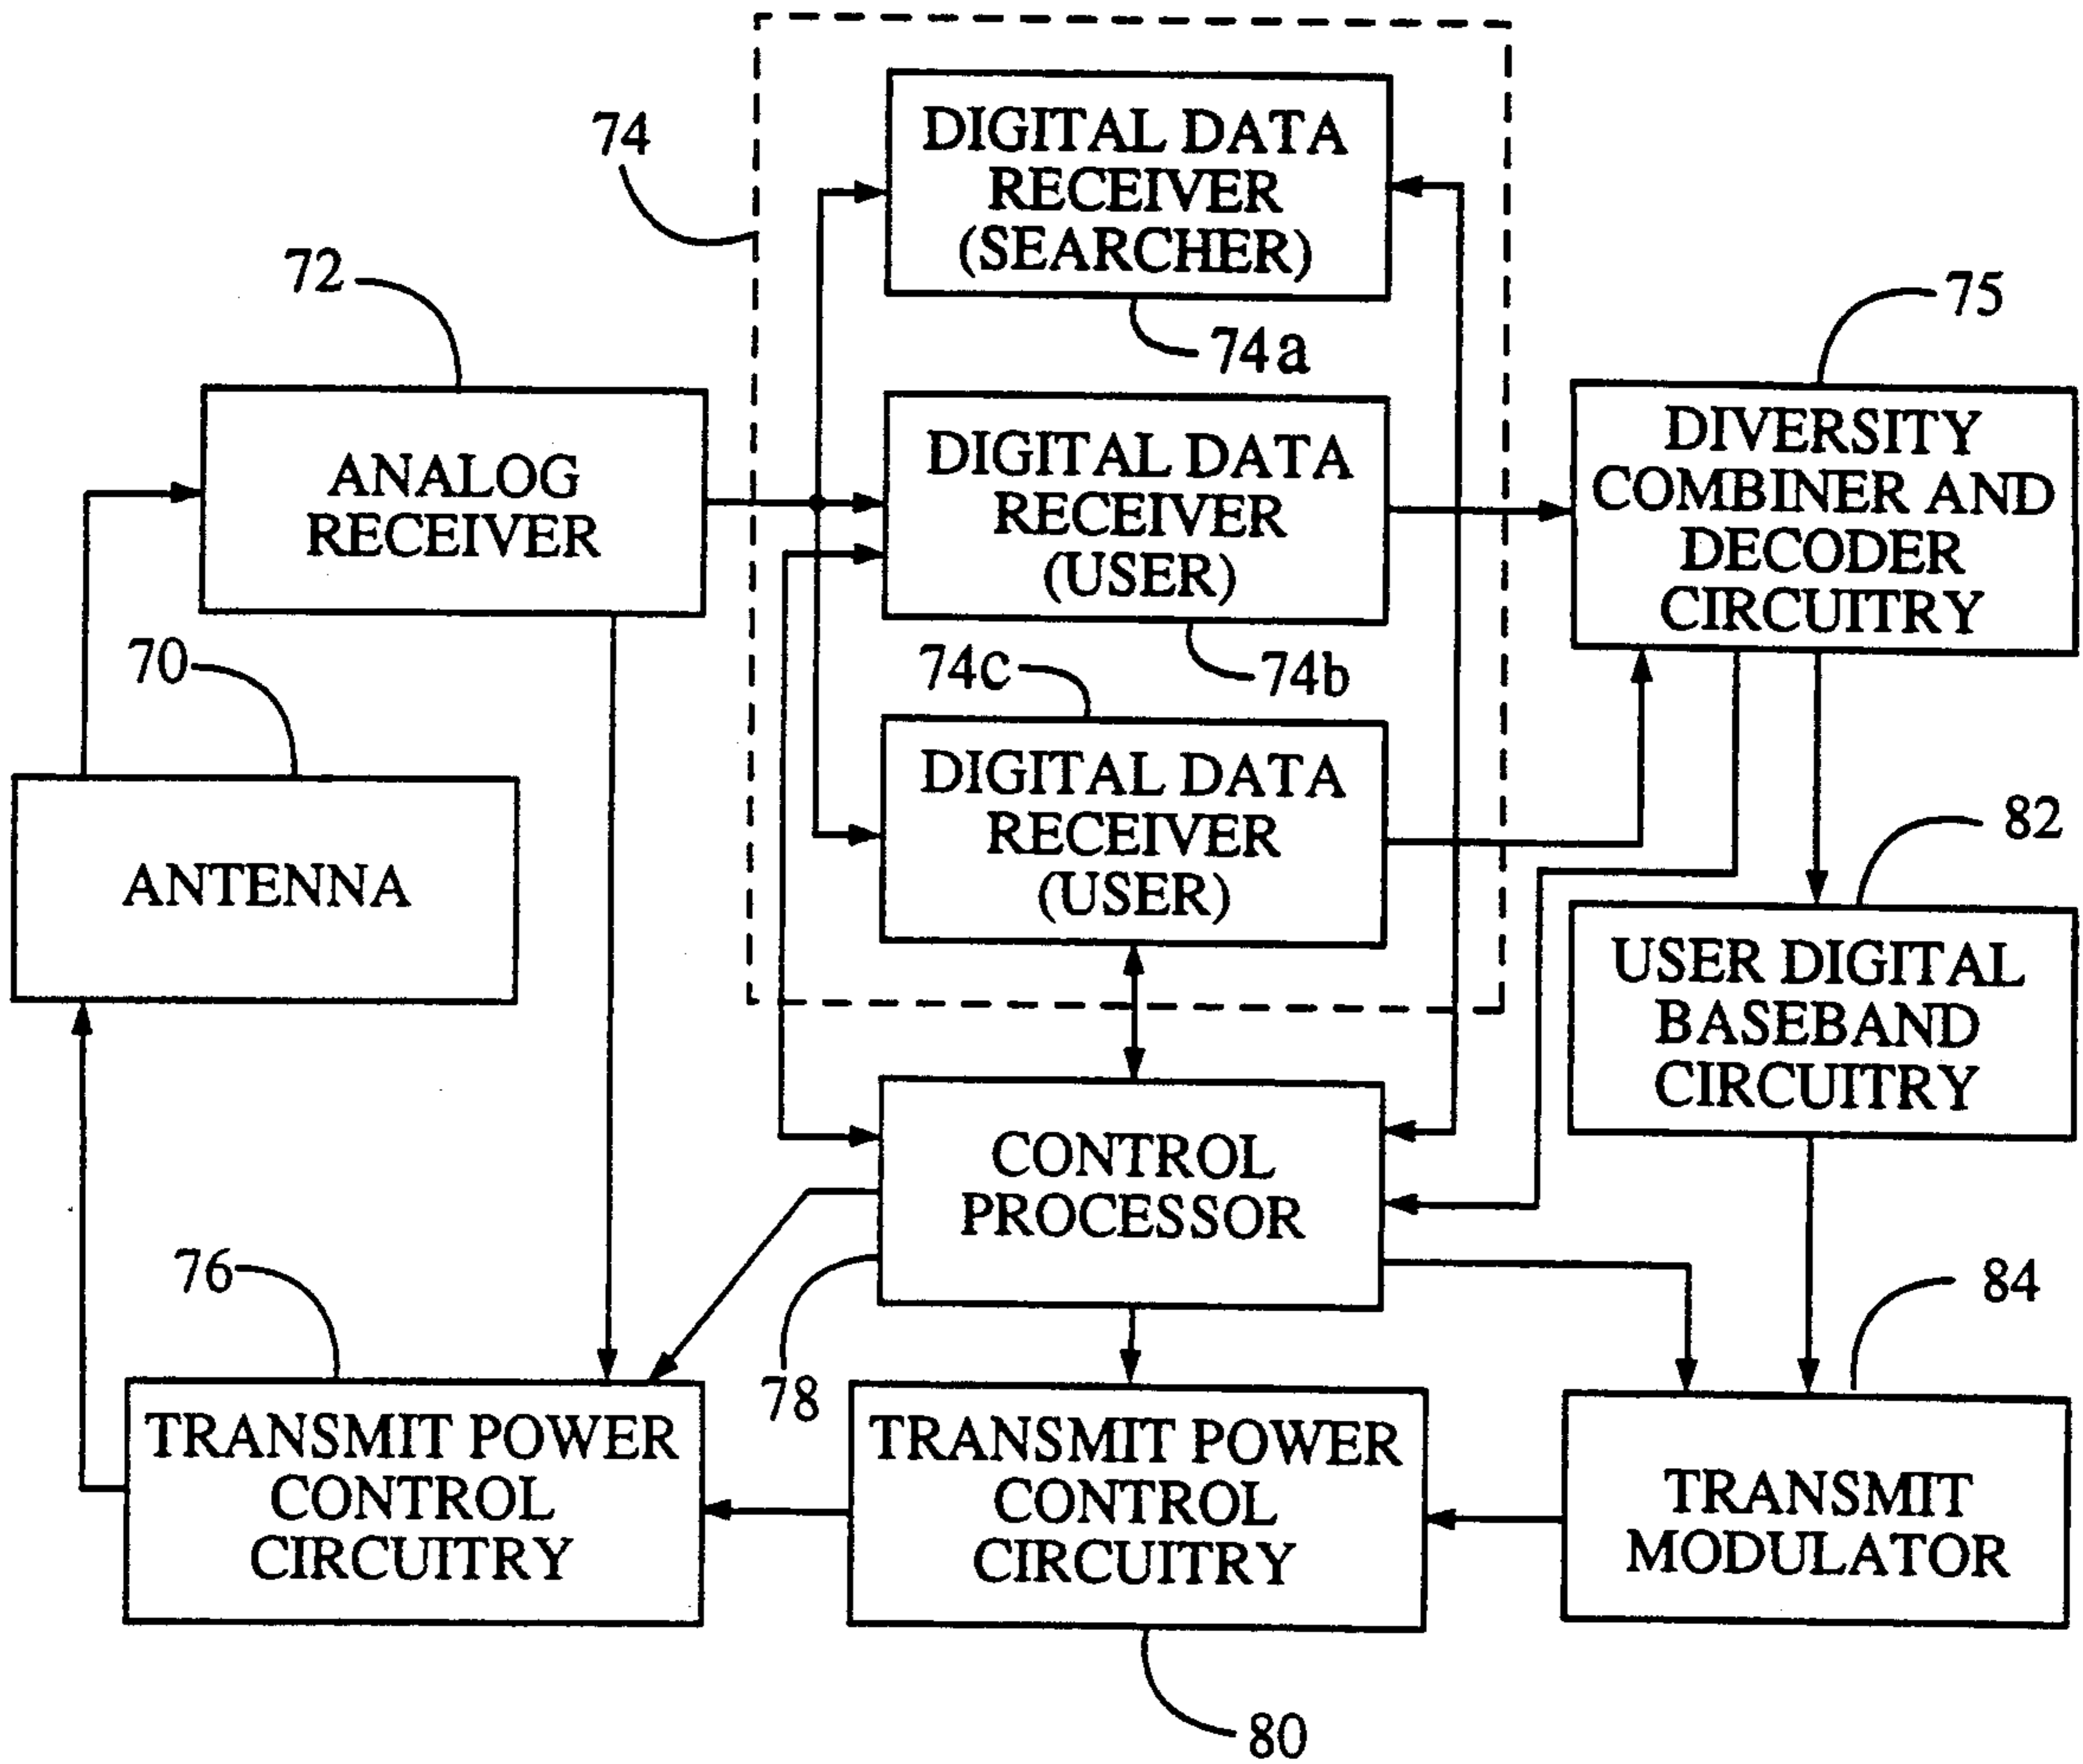 74
DIGITAL DATA
RECEIVER
(SEARCHER)
74a
72
ANALOG
RECEIVER
DIGITAL DATA
RECEIVER
(USER)
74b
75
DIVERSITY
COMBINER AND
DECODER
CIRCUITRY
70
ANTENNA
74c
DIGITAL DATA
RECEIVER
(USER)
82
USER DIGITAL
BASEBAND
CIRCUITRY
CONTROL
PROCESSOR
78
76
TRANSMIT POWER
CONTROL
CIRCUITRY
TRANSMIT POWER
CONTROL
CIRCUITRY
80
84
TRANSMIT
MODULATOR